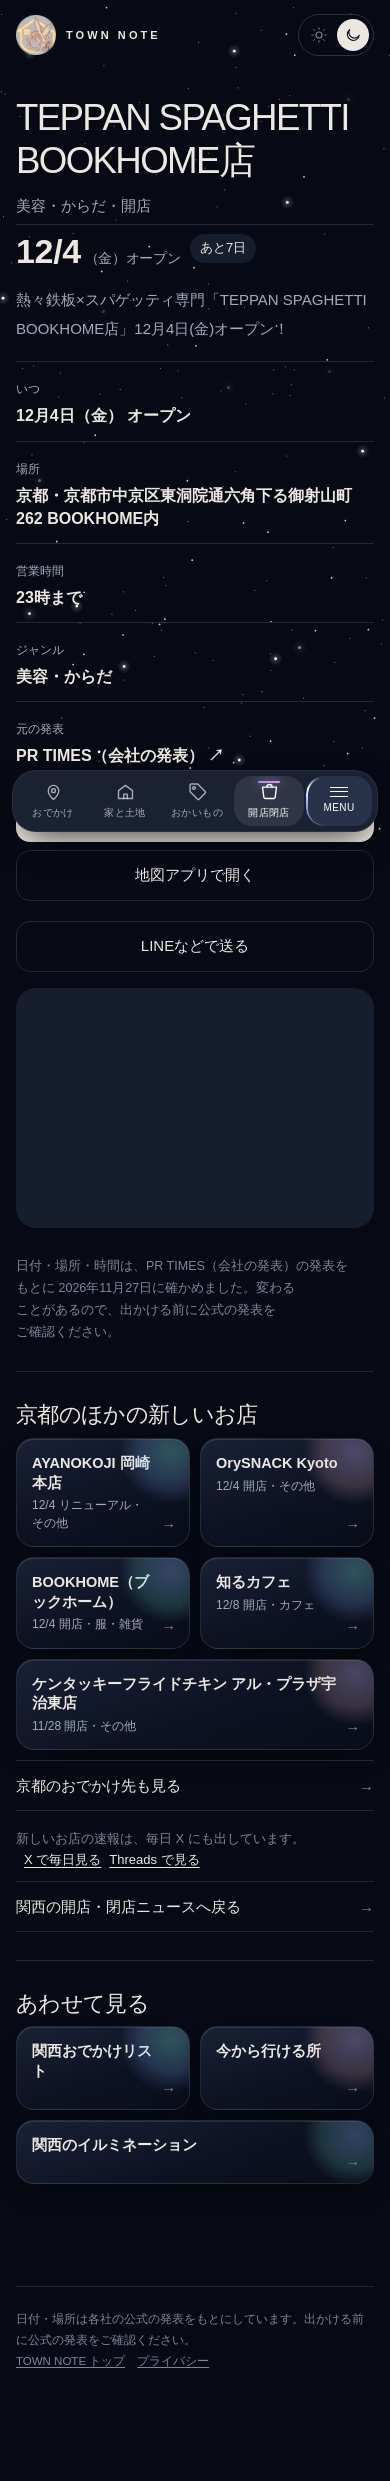 TOWN NOTE
TEPPAN SPAGHETTI
BOOKHOME店
美容・からだ・開店
12/4 （金）オープン あと7日
熱々鉄板×スパゲッティ専門「TEPPAN SPAGHETTI
BOOKHOME店」12月4日(金)オープン！
いつ
12月4日（金） オープン
場所
京都・京都市中京区東洞院通六角下る御射山町
262 BOOKHOME内
営業時間
23時まで
ジャンル
美容・からだ
元の発表
PR TIMES（会社の発表） ↗
おでかけ
家と土地
おかいもの
開店閉店
MENU
地図アプリで開く
LINEなどで送る
日付・場所・時間は、PR TIMES（会社の発表）の発表を
もとに 2026年11月27日に確かめました。変わる
ことがあるので、出かける前に公式の発表を
ご確認ください。
京都のほかの新しいお店
AYANOKOJI 岡崎
本店
12/4 リニューアル・
その他
→
OrySNACK Kyoto
12/4 開店・その他
→
BOOKHOME（ブ
ックホーム）
12/4 開店・服・雑貨
→
知るカフェ
12/8 開店・カフェ
→
ケンタッキーフライドチキン アル・プラザ宇
治東店
11/28 開店・その他
→
京都のおでかけ先も見る →
新しいお店の速報は、毎日 X にも出しています。
X で毎日見る Threads で見る
関西の開店・閉店ニュースへ戻る →
あわせて見る
関西おでかけリス
ト
→
今から行ける所
→
関西のイルミネーション
→
日付・場所は各社の公式の発表をもとにしています。出かける前
に公式の発表をご確認ください。
TOWN NOTE トップ プライバシー